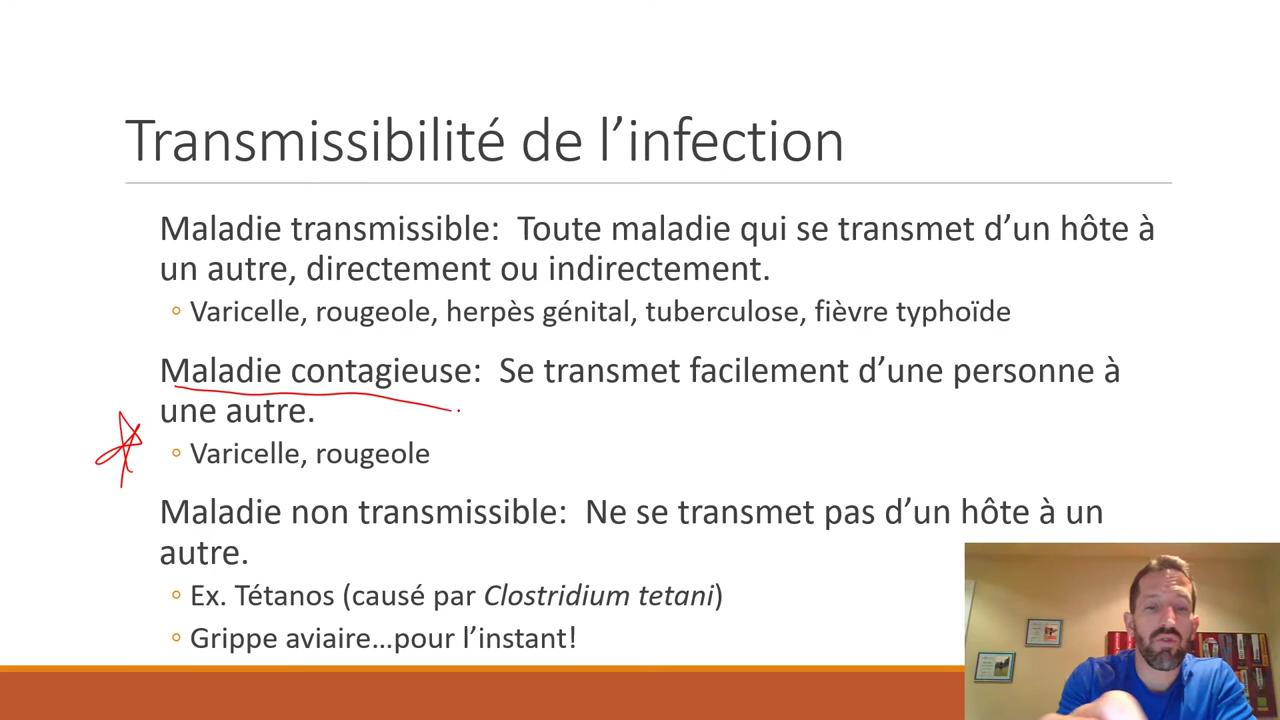 Transmissibilité de l’infection
Maladie transmissible:  Toute maladie qui se transmet d’un hôte à
un autre, directement ou indirectement.
◦ Varicelle, rougeole, herpès génital, tuberculose, fièvre typhoïde
Maladie contagieuse:  Se transmet facilement d’une personne à
une autre.
◦ Varicelle, rougeole
Maladie non transmissible:  Ne se transmet pas d’un hôte à un
autre.
◦ Ex. Tétanos (causé par Clostridium tetani)
◦ Grippe aviaire…pour l’instant!